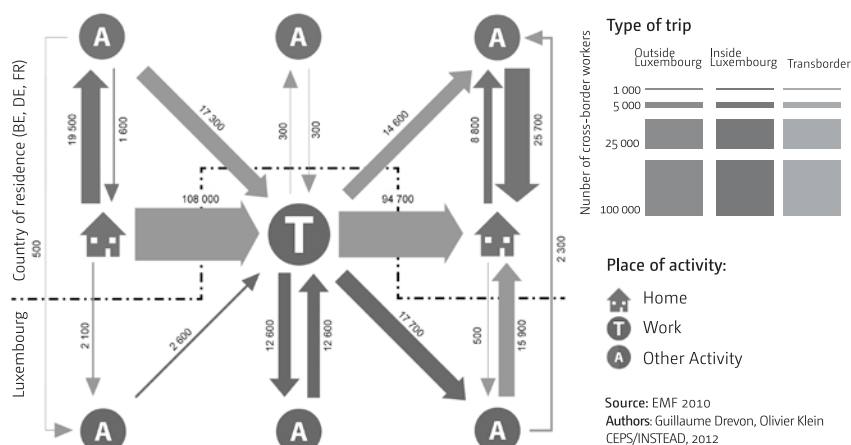 Country of residence (BE, DE, FR)
Luxembourg
A
A
A
19 500
1 600
17 300
300
300
14 600
8 800
25 700
500
108 000
T
94 700
2 300
2 100
2 600
12 600
12 600
17 700
500
15 900
A
A
A
Type of trip
Outside
Luxembourg
Inside
Luxembourg
Transborder
Nunber of cross-border workers
1 000
5 000
25 000
100 000
Place of activity:
Home
T Work
A Other Activity
Source: EMF 2010
Authors: Guillaume Drevon, Olivier Klein
CEPS/INSTEAD, 2012